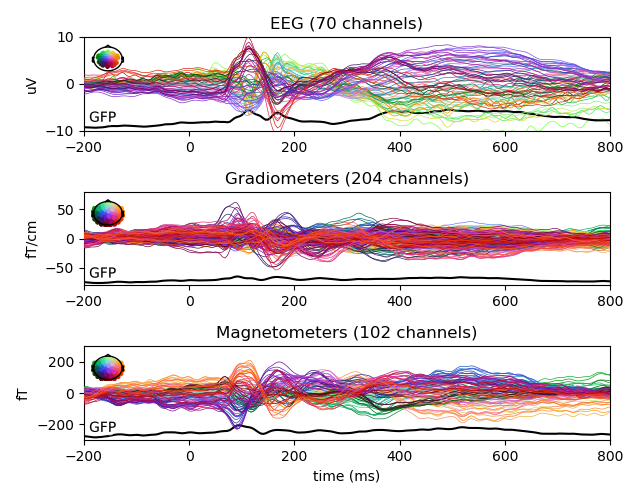 EEG (70 channels)
10
0
−10
uV
GFP
−200 0 200 400 600 800
Gradiometers (204 channels)
50
0
−50
fT/cm
GFP
−200 0 200 400 600 800
Magnetometers (102 channels)
200
0
−200
fT
GFP
−200 0 200 400 600 800
time (ms)